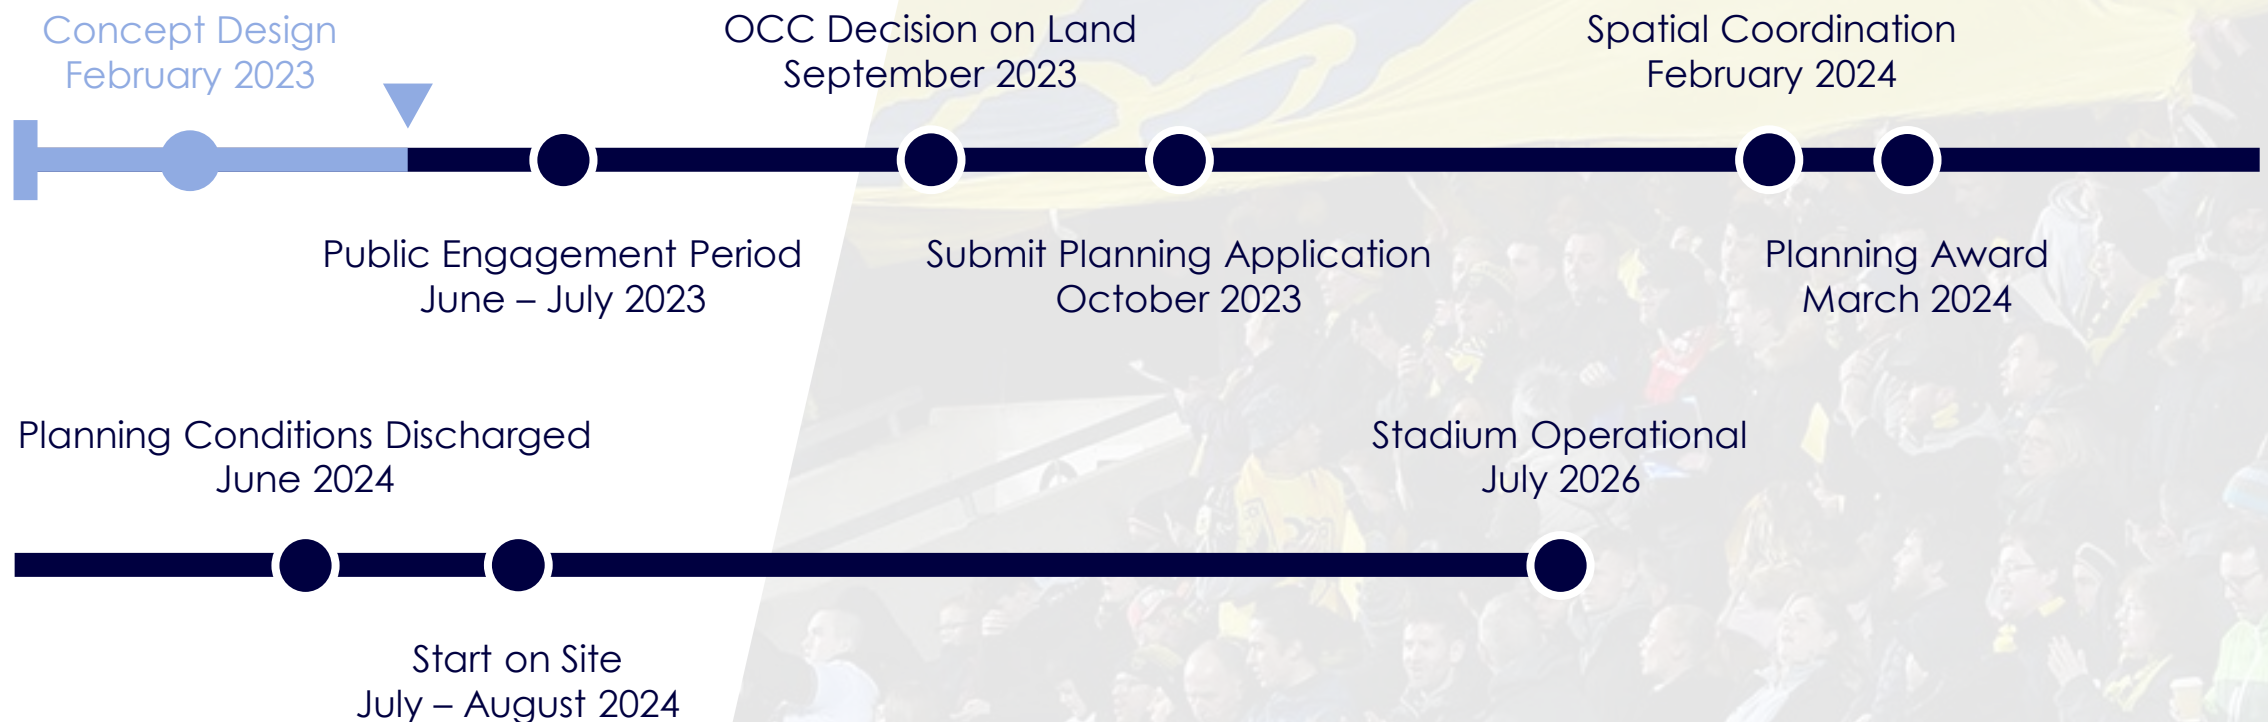 Concept Design
February 2023
OCC Decision on Land
September 2023
Spatial Coordination
February 2024
Public Engagement Period
June – July 2023
Submit Planning Application
October 2023
Planning Award
March 2024
Planning Conditions Discharged
June 2024
Stadium Operational
July 2026
Start on Site
July – August 2024